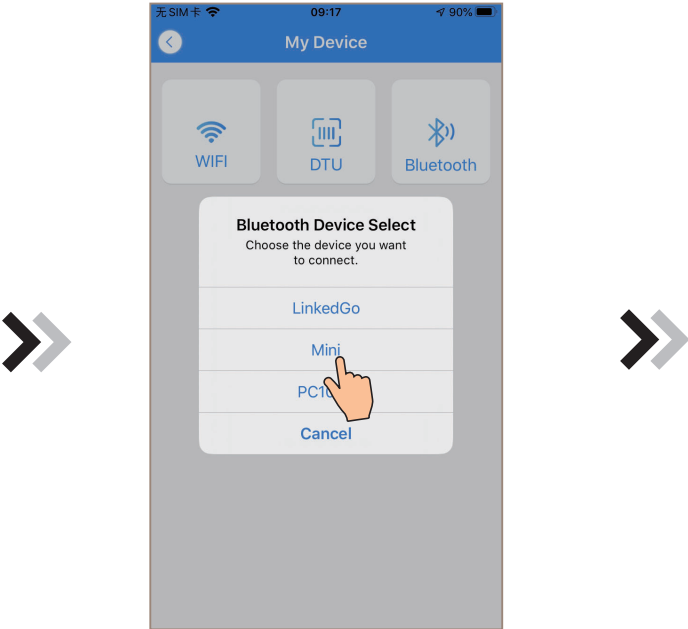 无SIM卡 09:17 90%
My Device
WIFI DTU Bluetooth
Bluetooth Device Select
Choose the device you want
to connect.
LinkedGo
Mini
Cancel